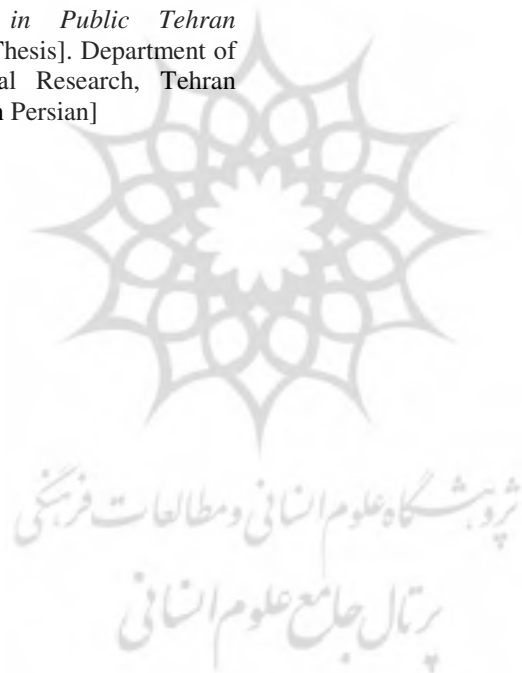 in Public Tehran
Thesis]. Department of
al Research, Tehran
n Persian]
پژوهشگاه علوم انسانی و مطالعات فرهنگی
پرتال جامع علوم انسانی